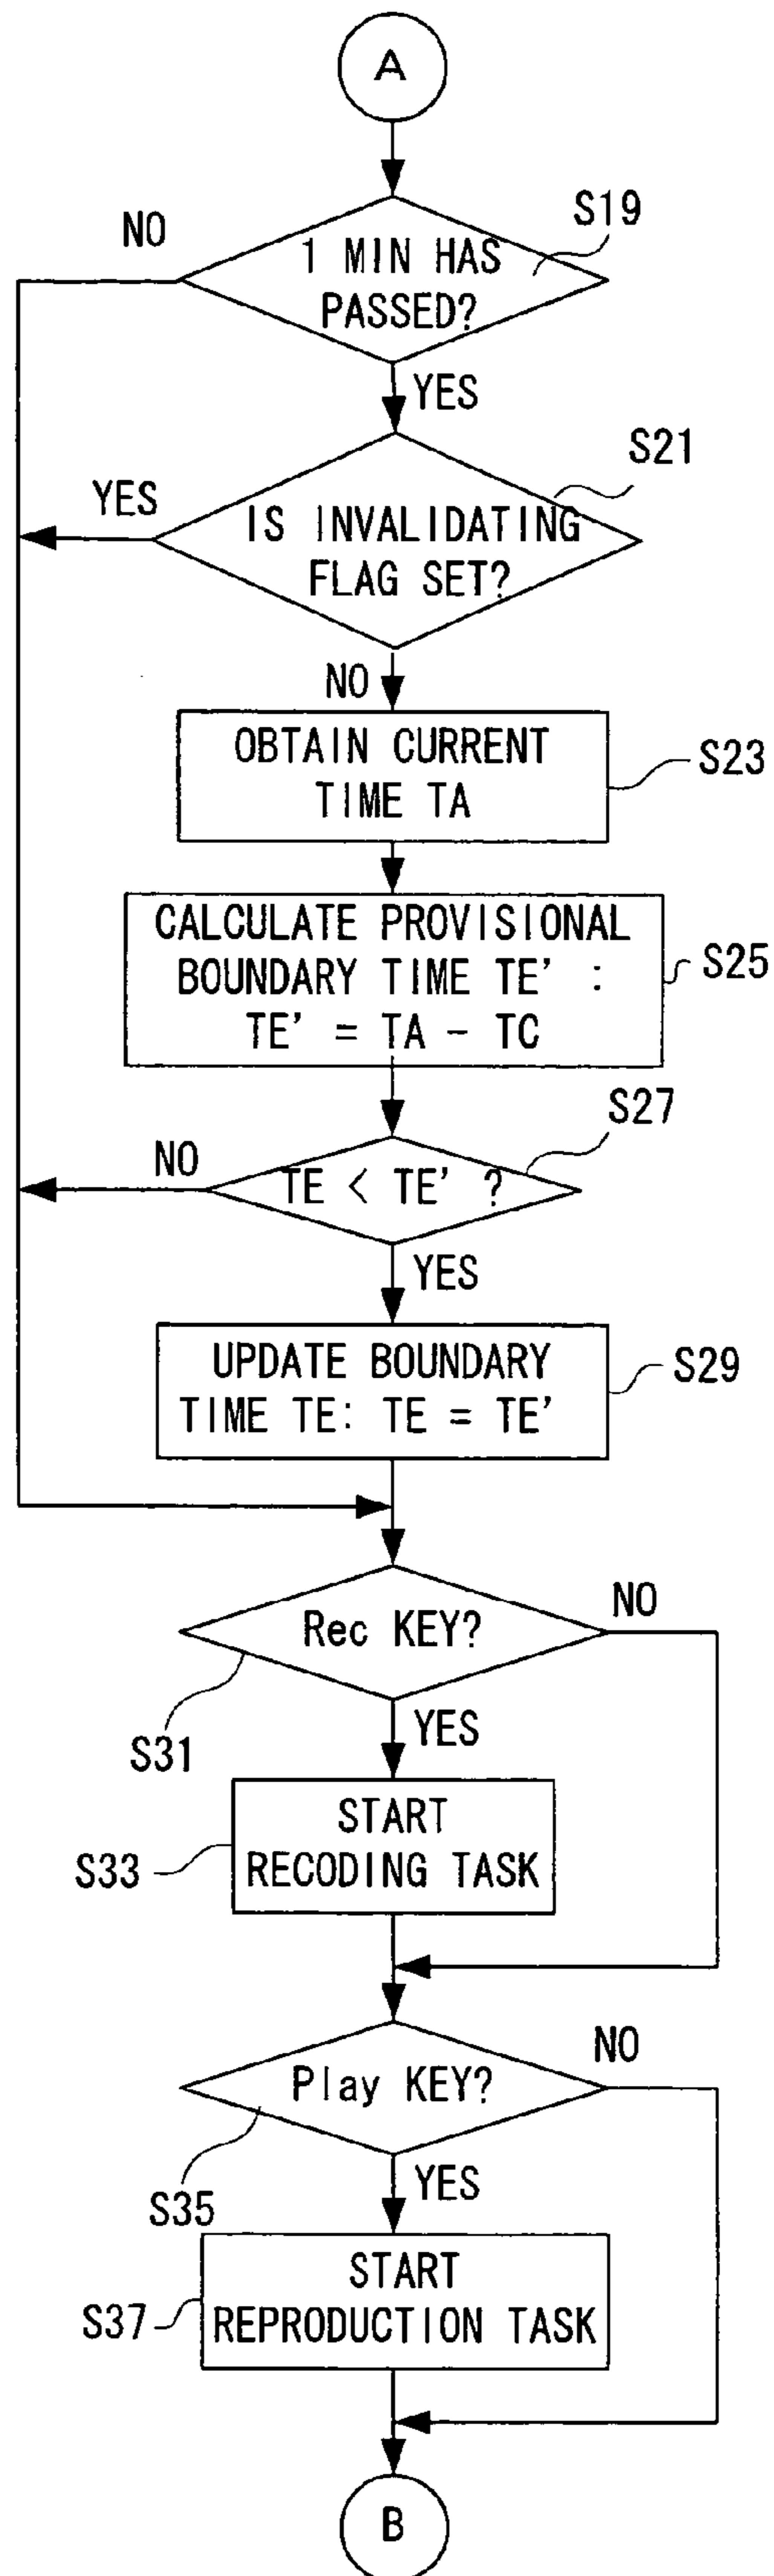 A
NO
S19
1 MIN HAS
PASSED?
YES
S21
YES
IS INVALIDATING
FLAG SET?
NO
OBTAIN CURRENT
TIME TA
S23
CALCULATE PROVISIONAL
BOUNDARY TIME TE' :
TE' = TA - TC
S25
S27
NO
TE < TE' ?
YES
UPDATE BOUNDARY
TIME TE: TE = TE'
S29
NO
Rec KEY?
S31
YES
START
RECODING TASK
S33
NO
Play KEY?
YES
S35
START
REPRODUCTION TASK
S37
B